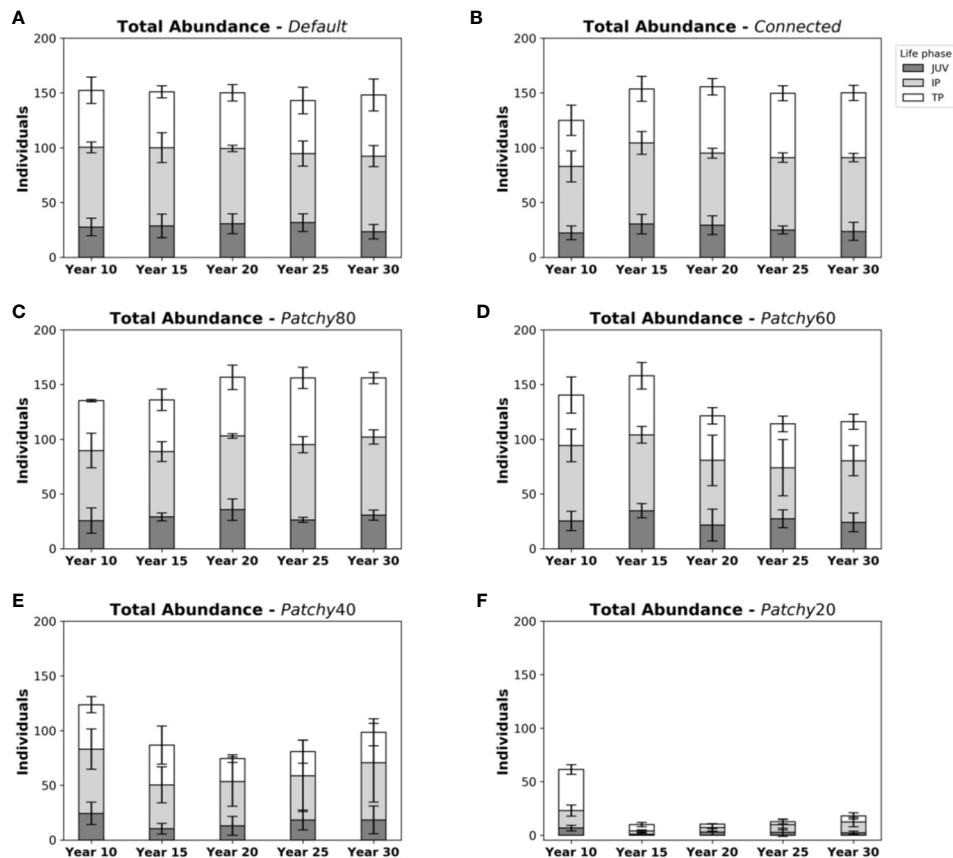 A
Total Abundance - Default
200
150
100
50
0
Individuals
Year 10 Year 15 Year 20 Year 25 Year 30
B
Total Abundance - Connected
200
150
100
50
0
Individuals
Year 10 Year 15 Year 20 Year 25 Year 30
Life phase
JUV
IP
TP
C
Total Abundance - Patchy80
200
150
100
50
0
Individuals
Year 10 Year 15 Year 20 Year 25 Year 30
D
Total Abundance - Patchy60
200
150
100
50
0
Individuals
Year 10 Year 15 Year 20 Year 25 Year 30
E
Total Abundance - Patchy40
200
150
100
50
0
Individuals
Year 10 Year 15 Year 20 Year 25 Year 30
F
Total Abundance - Patchy20
200
150
100
50
0
Individuals
Year 10 Year 15 Year 20 Year 25 Year 30